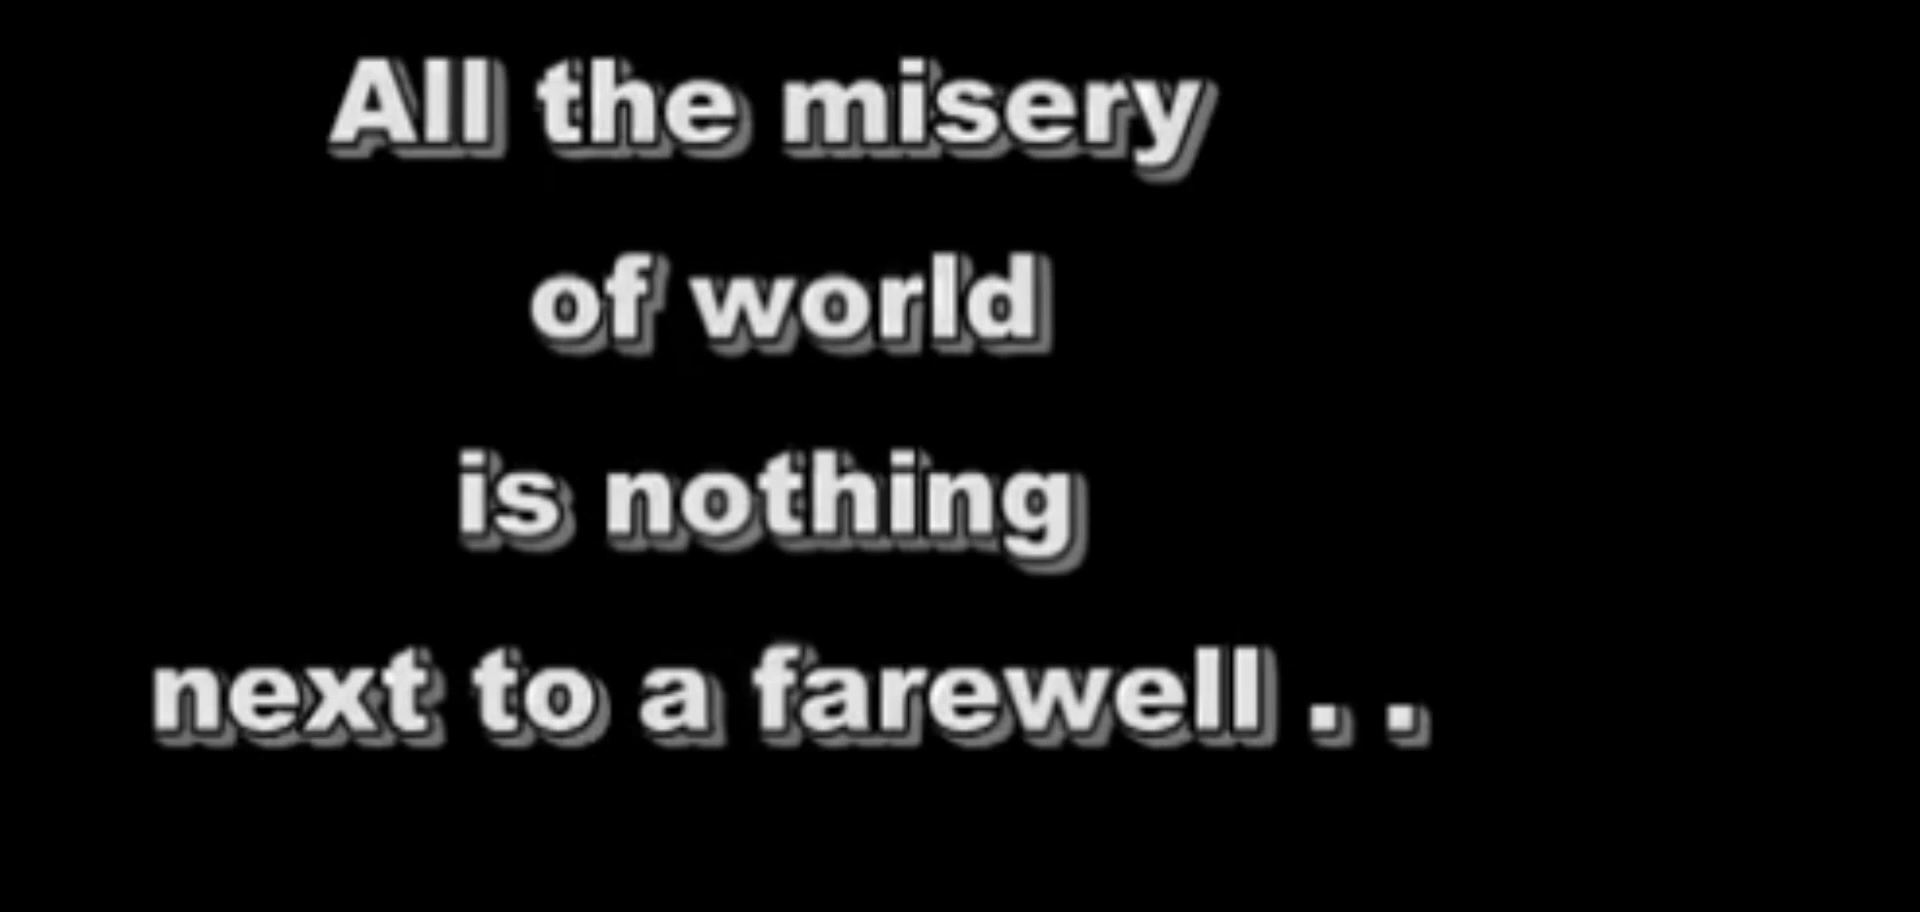 All the misery
of world
is nothing
next to a farewell . .